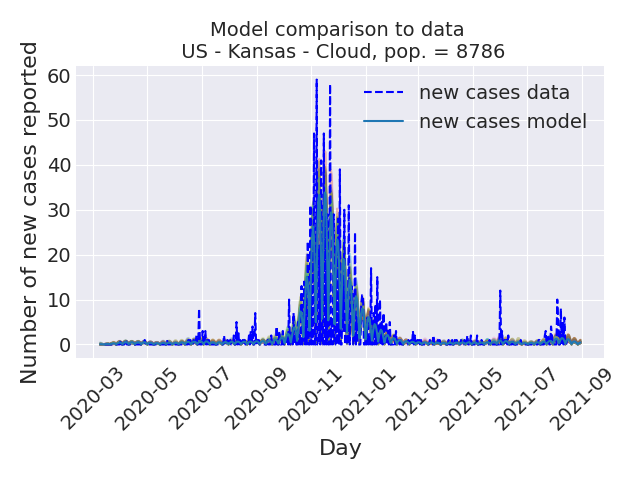 Model comparison to data
US - Kansas - Cloud, pop. = 8786
Number of new cases reported
60
50
40
30
20
10
0
new cases data
new cases model
2020-03
2020-05
2020-07
2020-09
2020-11
2021-01
2021-03
2021-05
2021-07
2021-09
Day